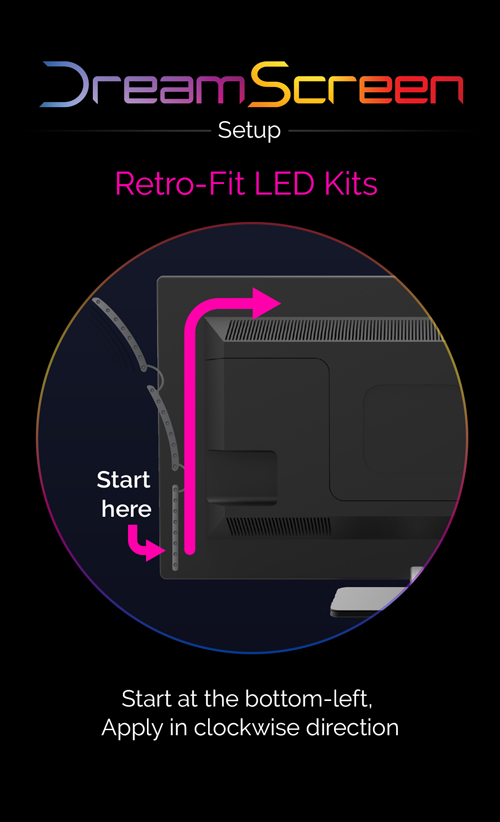 DreamScreen
Setup
Retro-Fit LED Kits
Start
here
Start at the bottom-left,
Apply in clockwise direction